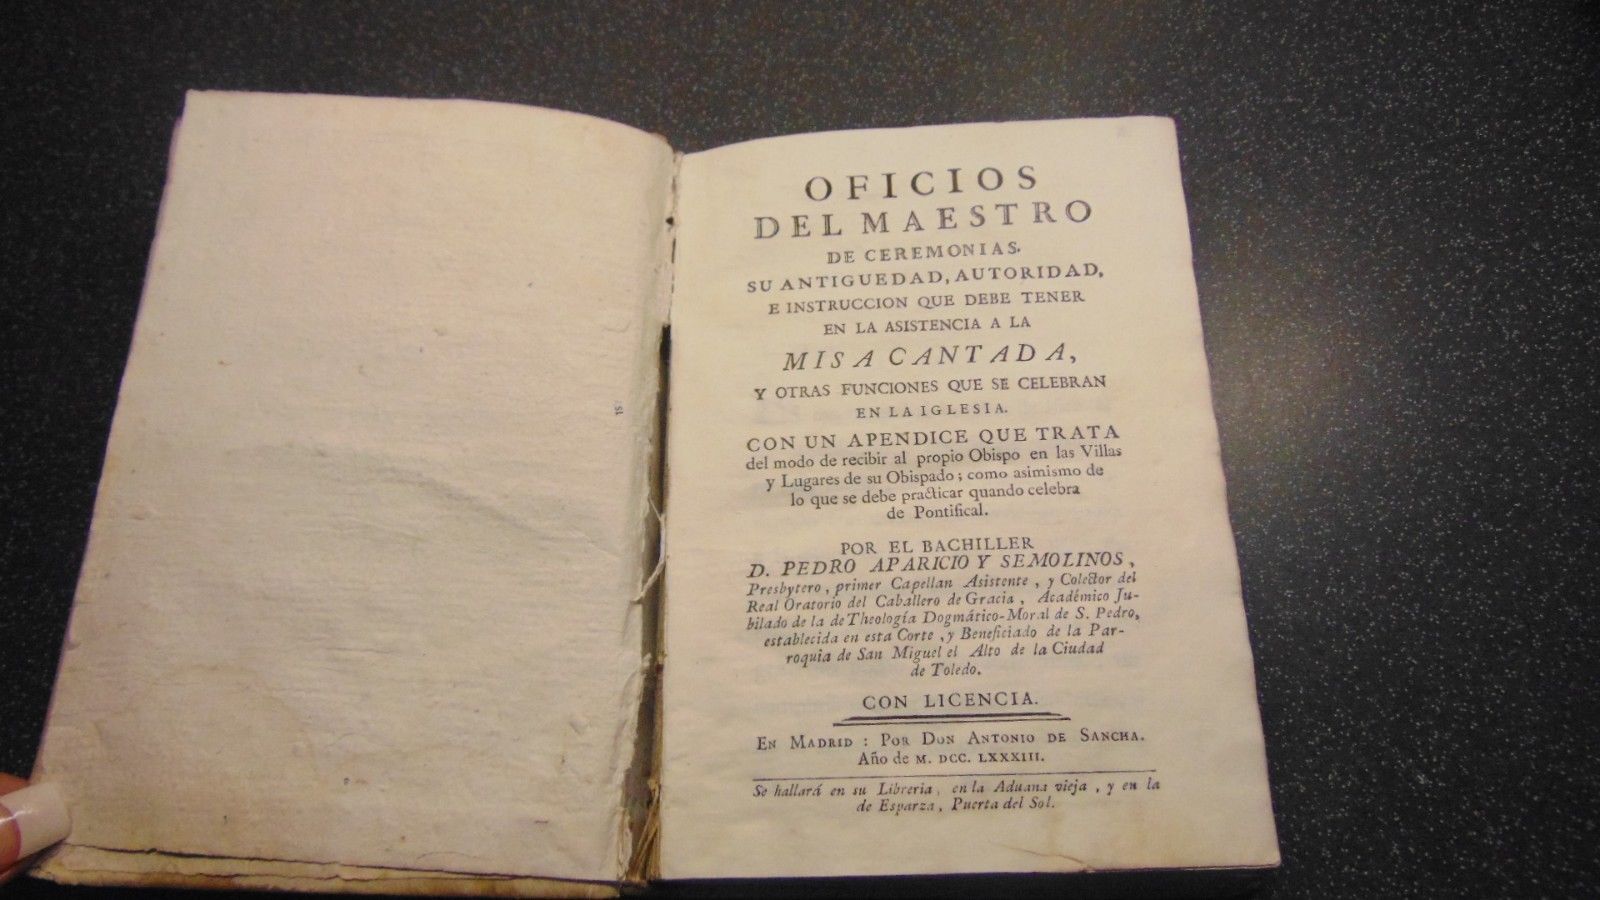 OFICIOS
DEL MAESTRO
DE CEREMONIAS.
SU ANTIGUEDAD, AUTORIDAD,
E INSTRUCCION QUE DEBE TENER
EN LA ASISTENCIA A LA
MISA CANTADA,
Y OTRAS FUNCIONES QUE SE CELEBRAN
EN LA IGLESIA.
CON UN APENDICE QUE TRATA
del modo de recibir al propio Obispo en las Villas
y Lugares de su Obispado; como asimismo de
lo que se debe practicar quando celebra
de Pontifical.
POR EL BACHILLER
D. PEDRO APARICIO Y SEMOLINOS,
Presbytero, primer Capellan Asistente, y Colector del
Real Oratorio del Caballero de Gracia, Académico Ju-
bilado de la de Theología Dogmático-Moral de S. Pedro,
establecida en esta Corte, y Beneficiado de la Par-
roquia de San Miguel el Alto de la Ciudad
de Toledo.
CON LICENCIA.
EN MADRID: POR DON ANTONIO DE SANCHA.
Año de M. DCC. LXXXIII.
Se hallará en su Libreria, en la Aduana vieja, y en la
de Esparza, Puerta del Sol.